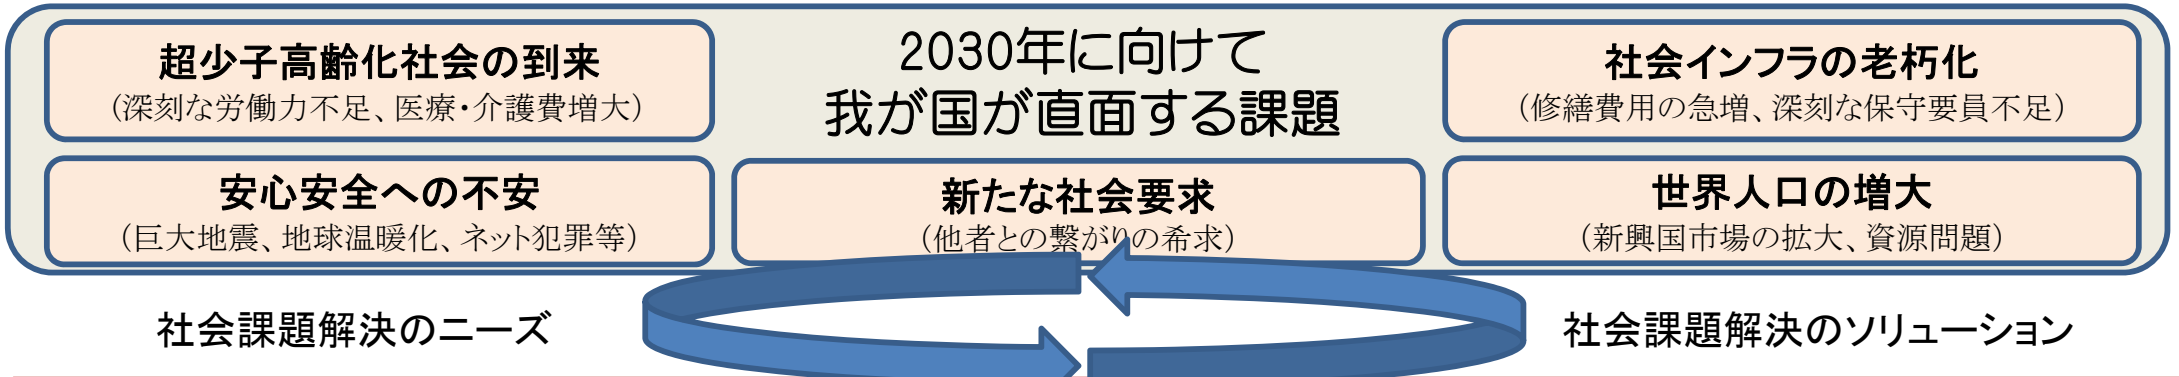 2030年に向けて
我が国が直面する課題
超少子高齢化社会の到来
（深刻な労働力不足、医療・介護費増大）
社会インフラの老朽化
（修繕費用の急増、深刻な保守要員不足）
安心安全への不安
（巨大地震、地球温暖化、ネット犯罪等）
新たな社会要求
（他者との繋がりの希求）
世界人口の増大
（新興国市場の拡大、資源問題）
社会課題解決のニーズ
社会課題解決のソリューション